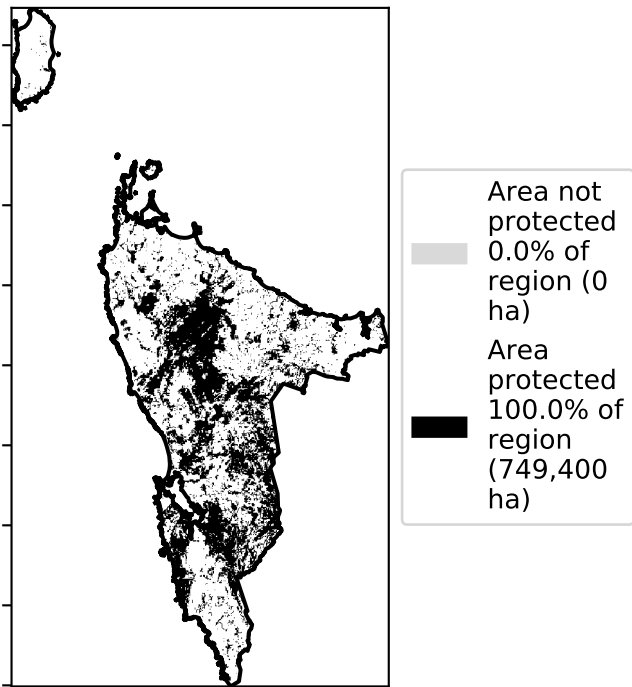 Area not
protected
0.0% of
region (0
ha)
Area
protected
100.0% of
region
(749,400
ha)